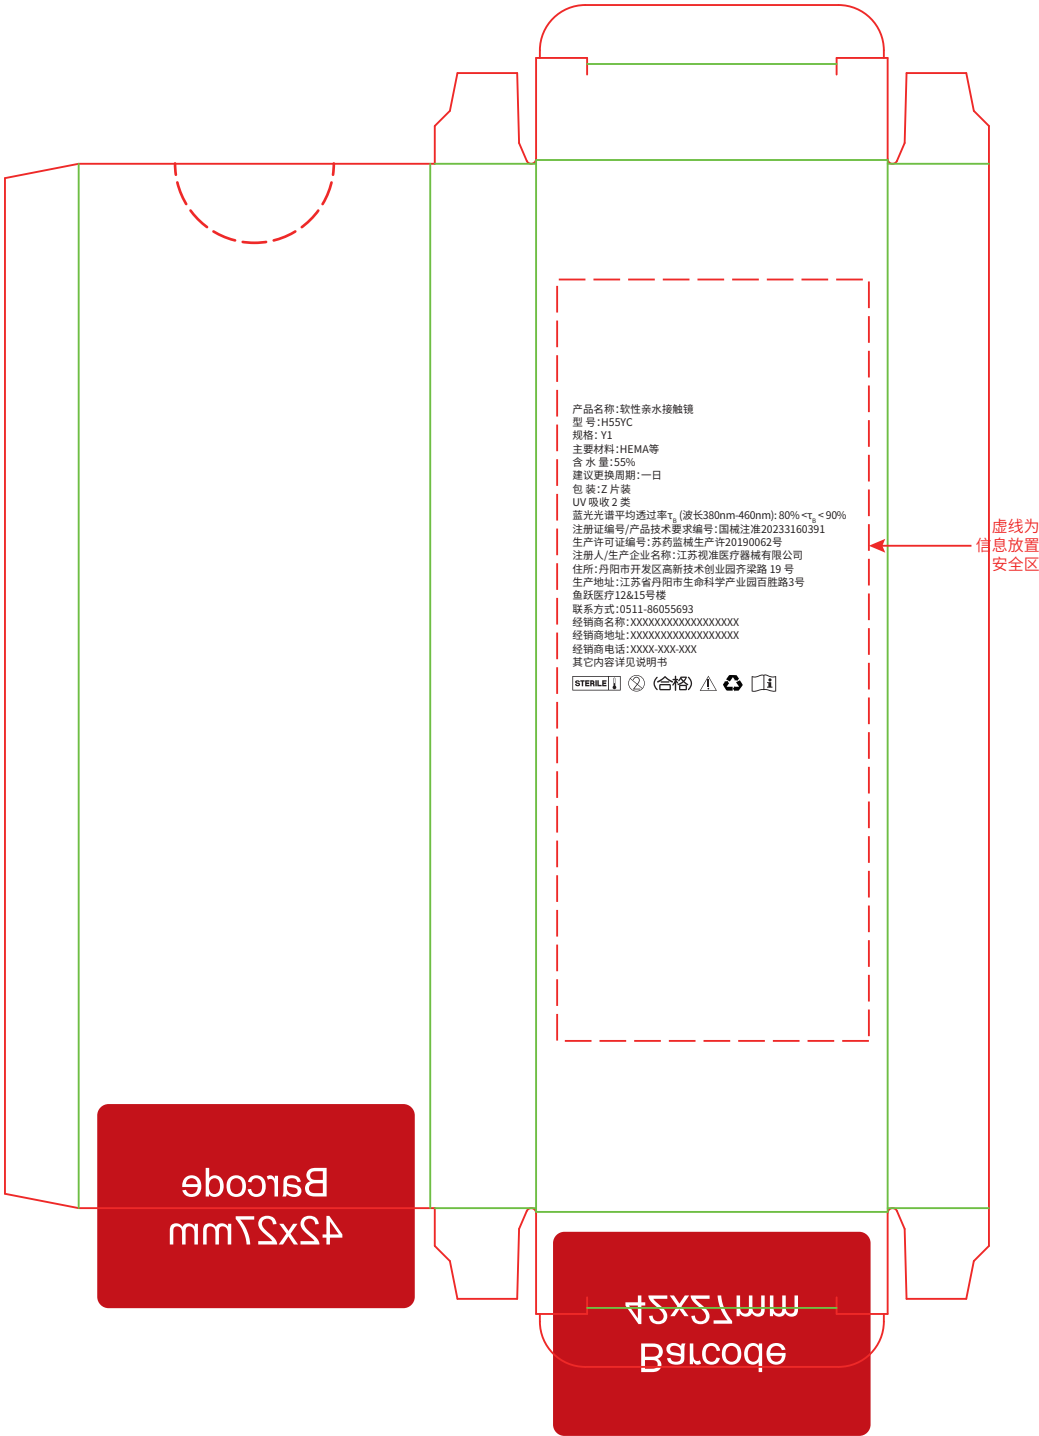 产品名称：软性亲水接触镜
型 号：H55YC
规格：Y1
主要材料：HEMA等
含 水 量：55%
建议更换周期：一日
包 装：Z 片装
UV 吸收 2 类
蓝光光谱平均透过率τB (波长380nm-460nm): 80% <τB < 90%
注册证编号/产品技术要求编号：国械注准20233160391
生产许可证编号：苏药监械生产许20190062号
注册人/生产企业名称：江苏视准医疗器械有限公司
住所：丹阳市开发区高新技术创业园齐梁路 19 号
生产地址：江苏省丹阳市生命科学产业园百胜路3号
鱼跃医疗12&15号楼
联系方式：0511-86055693
经销商名称：XXXXXXXXXXXXXXXXXX
经销商地址：XXXXXXXXXXXXXXXXXX
经销商电话：XXXX-XXX-XXX
其它内容详见说明书
STERILE 2 (合格)
虚线为
信息放置
安全区
Barcode
42x27mm
42x27mm
Barcode